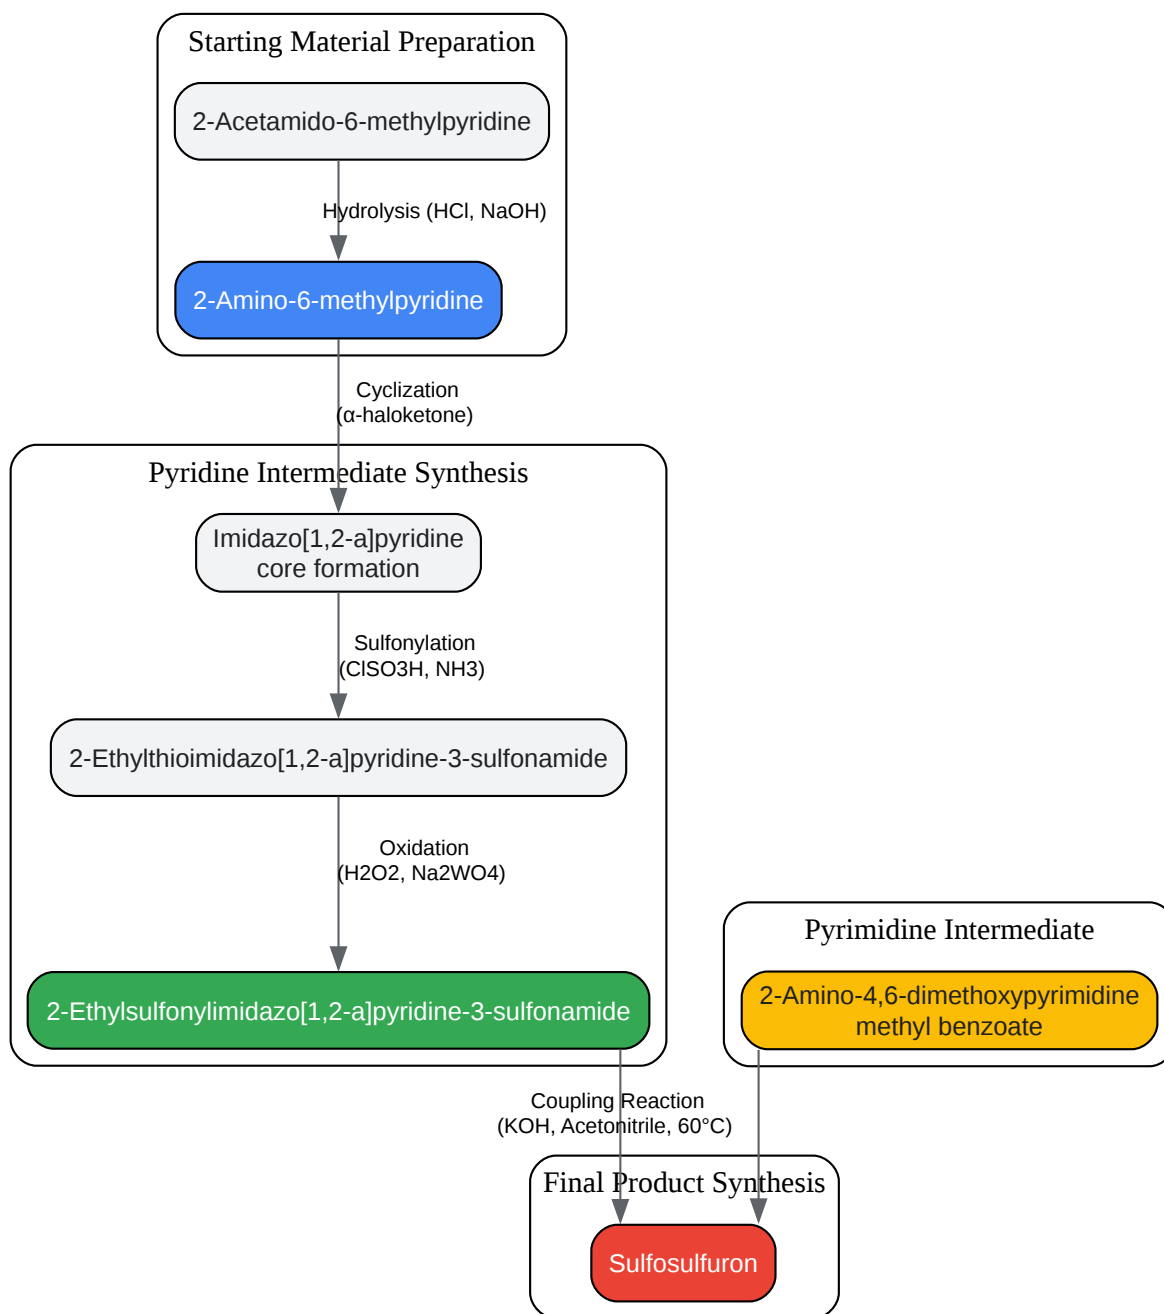 Starting Material Preparation
2-Acetamido-6-methylpyridine
Hydrolysis (HCl, NaOH)
2-Amino-6-methylpyridine
Cyclization
(α-haloketone)
Pyridine Intermediate Synthesis
Imidazo[1,2-a]pyridine
core formation
Sulfonylation
(ClSO3H, NH3)
2-Ethylthioimidazo[1,2-a]pyridine-3-sulfonamide
Oxidation
(H2O2, Na2WO4)
2-Ethylsulfonylimidazo[1,2-a]pyridine-3-sulfonamide
Pyrimidine Intermediate
2-Amino-4,6-dimethoxypyrimidine
methyl benzoate
Coupling Reaction
(KOH, Acetonitrile, 60°C)
Final Product Synthesis
Sulfosulfuron